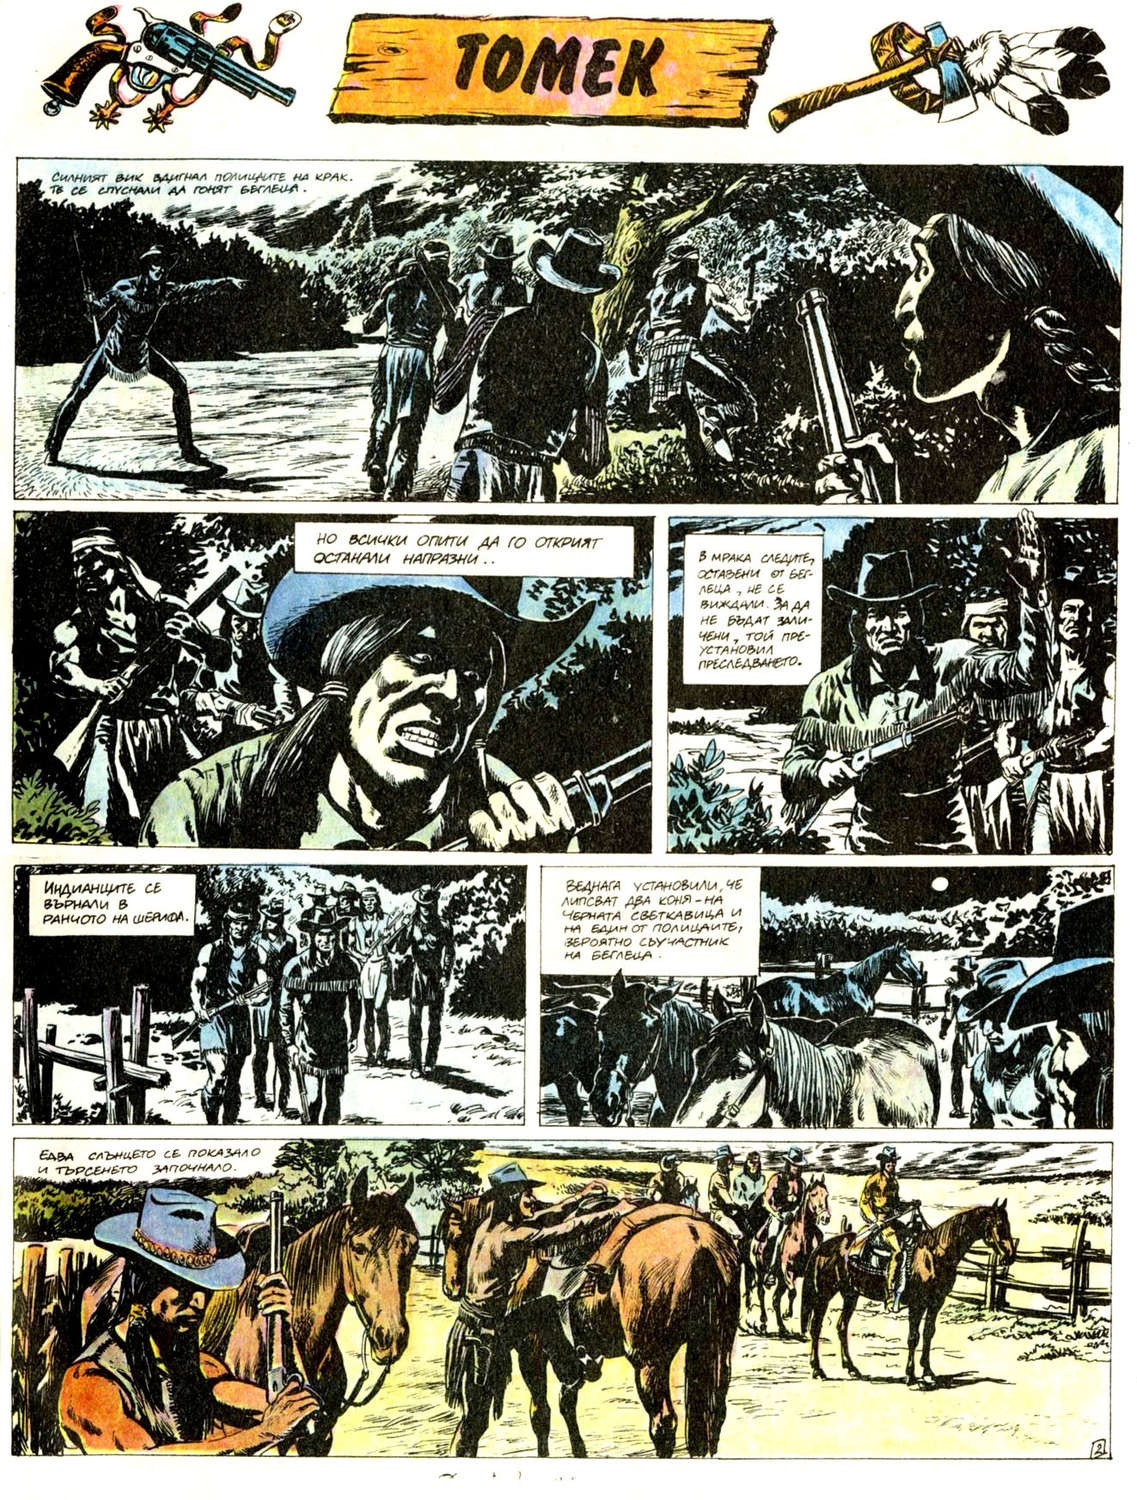 ТОМЕК
СИЛНИЯТ ВИК ВДИГНАЛ ПОЛИЦАИТЕ НА КРАК.
ТЕ СЕ СПУСНАЛИ ДА ГОНЯТ БЕГЛЕЦА.
НО ВСИЧКИ ОПИТИ ДА ГО ОТКРИЯТ
ОСТАНАЛИ НАПРАЗНИ..
В МРАКА СЛЕДИТЕ,
ОСТАВЕНИ ОТ БЕГ-
ЛЕЦА, НЕ СЕ
ВИЖДАЛИ. ЗА ДА
НЕ БЪДАТ ЗАЛИ-
ЧЕНИ, ТОЙ ПРЕ-
УСТАНОВИЛ
ПРЕСЛЕДВАНЕТО.
ИНДИАНЦИТЕ СЕ
ВЪРНАЛИ В
РАНЧОТО НА ШЕРИФА.
ВЕДНАГА УСТАНОВИЛИ, ЧЕ
ЛИПСВАТ ДВА КОНЯ-НА
ЧЕРНАТА СВЕТКАВИЦА И
НА ЕДИН ОТ ПОЛИЦАИТЕ,
ВЕРОЯТНО СЪУЧАСТНИК
НА БЕГЛЕЦА.
ЕДВА СЛЪНЦЕТО СЕ ПОКАЗАЛО
И ТЪРСЕНЕТО ЗАПОЧНАЛО.